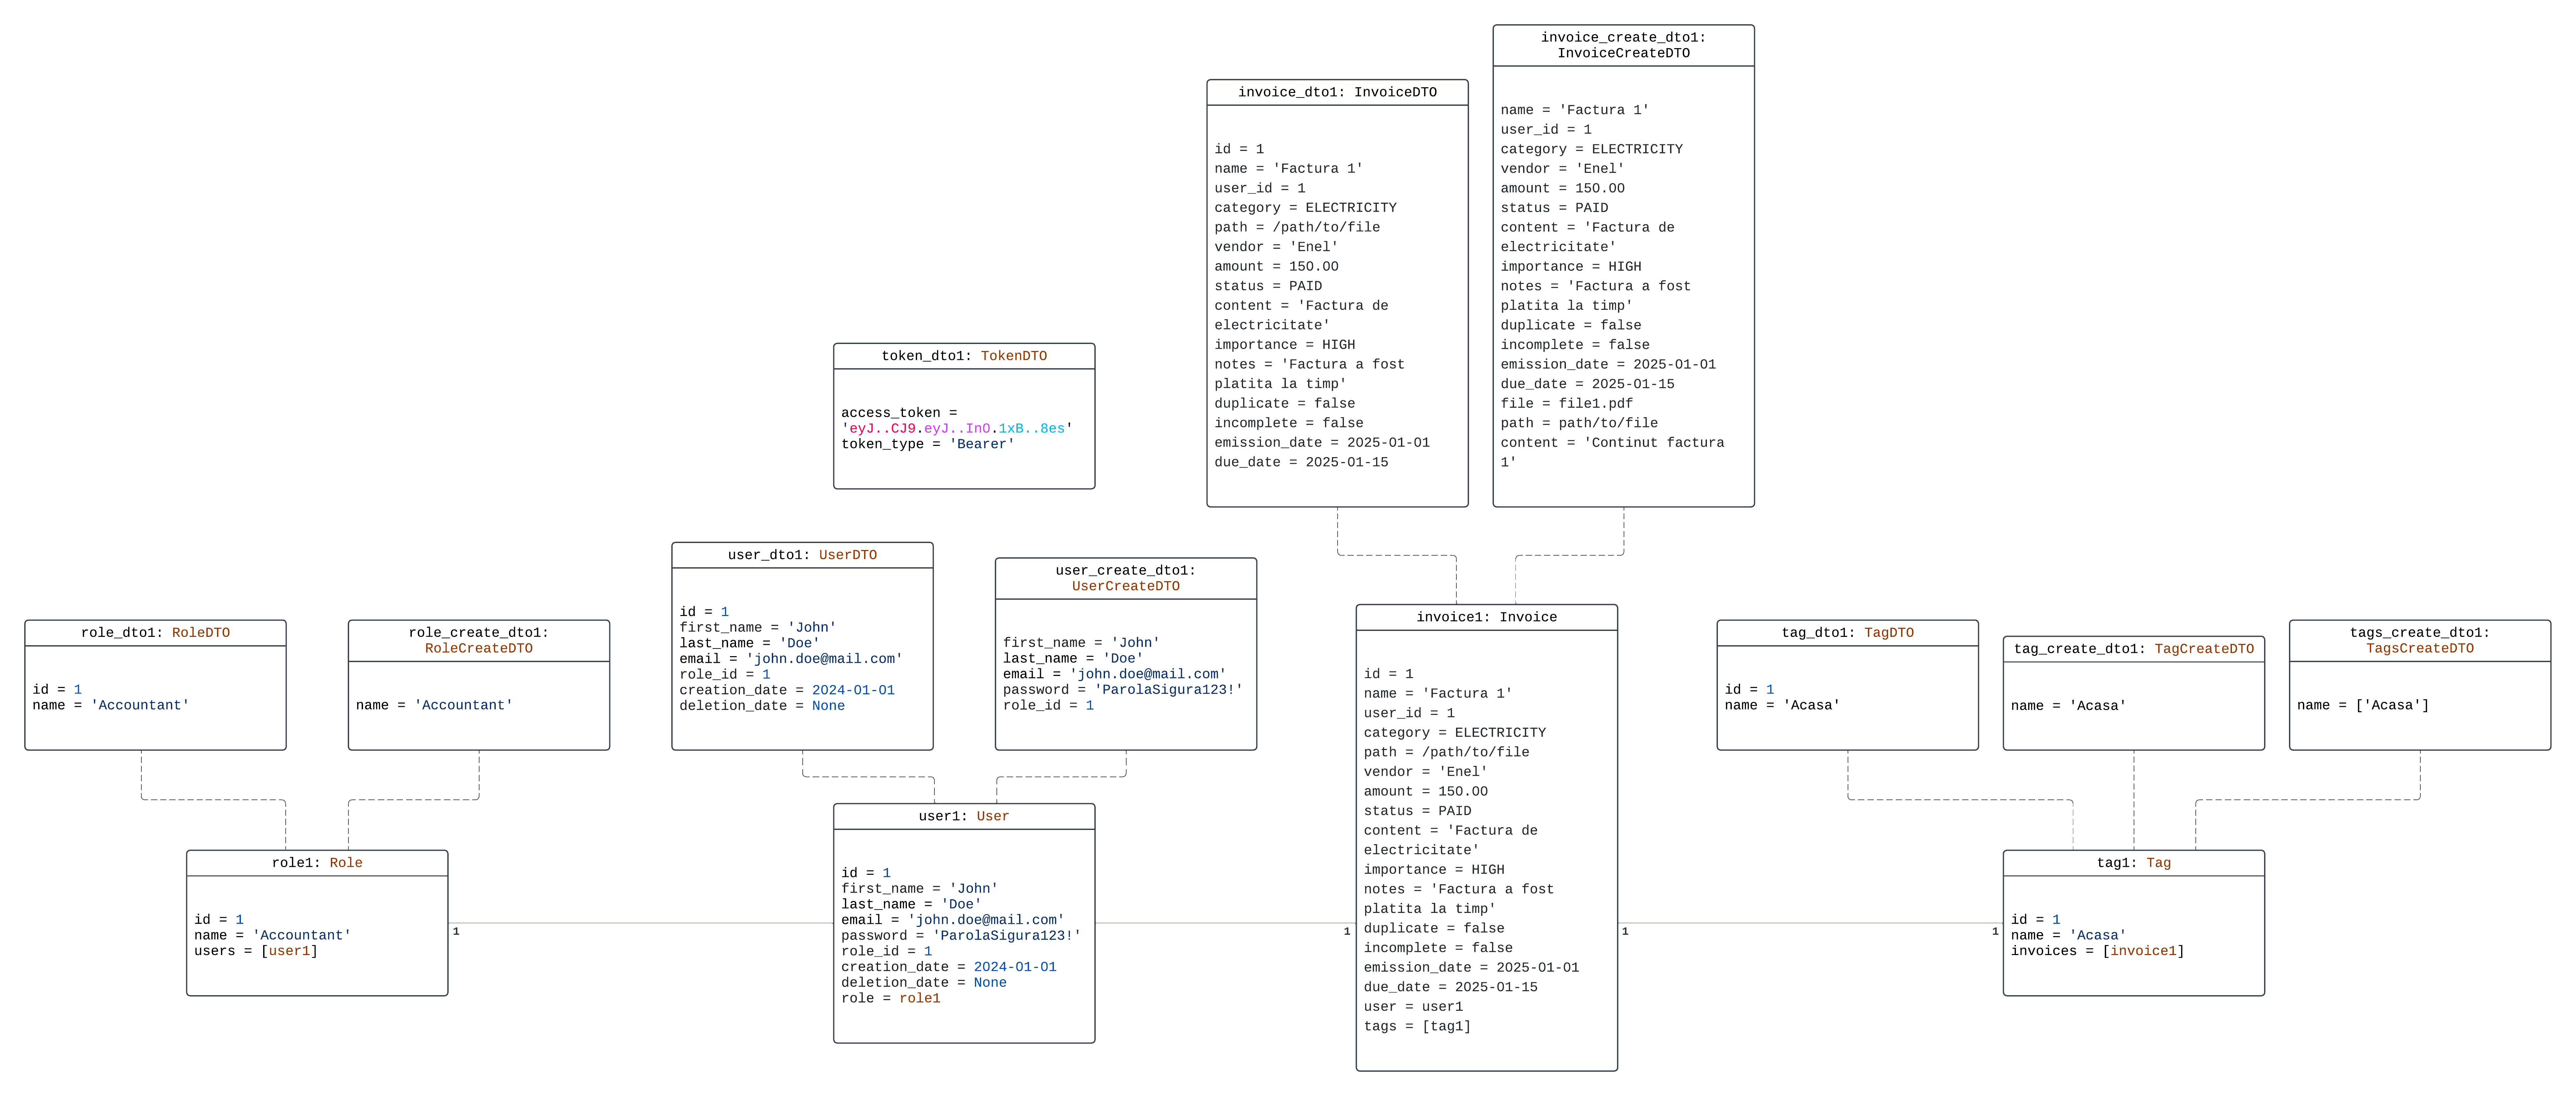 invoice_create_dto1:
InvoiceCreateDTO
name = 'Factura 1'
user_id = 1
category = ELECTRICITY
vendor = 'Enel'
amount = 150.00
status = PAID
content = 'Factura de
electricitate'
importance = HIGH
notes = 'Factura a fost
platita la timp'
duplicate = false
incomplete = false
emission_date = 2025-01-01
due_date = 2025-01-15
file = file1.pdf
path = path/to/file
content = 'Continut factura
1'
invoice_dto1: InvoiceDTO
id = 1
name = 'Factura 1'
user_id = 1
category = ELECTRICITY
path = /path/to/file
vendor = 'Enel'
amount = 150.00
status = PAID
content = 'Factura de
electricitate'
importance = HIGH
notes = 'Factura a fost
platita la timp'
duplicate = false
incomplete = false
emission_date = 2025-01-01
due_date = 2025-01-15
token_dto1: TokenDTO
access_token =
'eyJ..CJ9.eyJ..InO.1xB..8es'
token_type = 'Bearer'
user_dto1: UserDTO
id = 1
first_name = 'John'
last_name = 'Doe'
email = 'john.doe@mail.com'
role_id = 1
creation_date = 2024-01-01
deletion_date = None
user_create_dto1:
UserCreateDTO
first_name = 'John'
last_name = 'Doe'
email = 'john.doe@mail.com'
password = 'ParolaSigura123!'
role_id = 1
role_dto1: RoleDTO
id = 1
name = 'Accountant'
role_create_dto1:
RoleCreateDTO
name = 'Accountant'
invoice1: Invoice
id = 1
name = 'Factura 1'
user_id = 1
category = ELECTRICITY
path = /path/to/file
vendor = 'Enel'
amount = 150.00
status = PAID
content = 'Factura de
electricitate'
importance = HIGH
notes = 'Factura a fost
platita la timp'
duplicate = false
incomplete = false
emission_date = 2025-01-01
due_date = 2025-01-15
user = user1
tags = [tag1]
tag_dto1: TagDTO
id = 1
name = 'Acasa'
tag_create_dto1: TagCreateDTO
name = 'Acasa'
tags_create_dto1:
TagsCreateDTO
name = ['Acasa']
role1: Role
id = 1
name = 'Accountant'
users = [user1]
1
user1: User
id = 1
first_name = 'John'
last_name = 'Doe'
email = 'john.doe@mail.com'
password = 'ParolaSigura123!'
role_id = 1
creation_date = 2024-01-01
deletion_date = None
role = role1
1
1
1
tag1: Tag
id = 1
name = 'Acasa'
invoices = [invoice1]